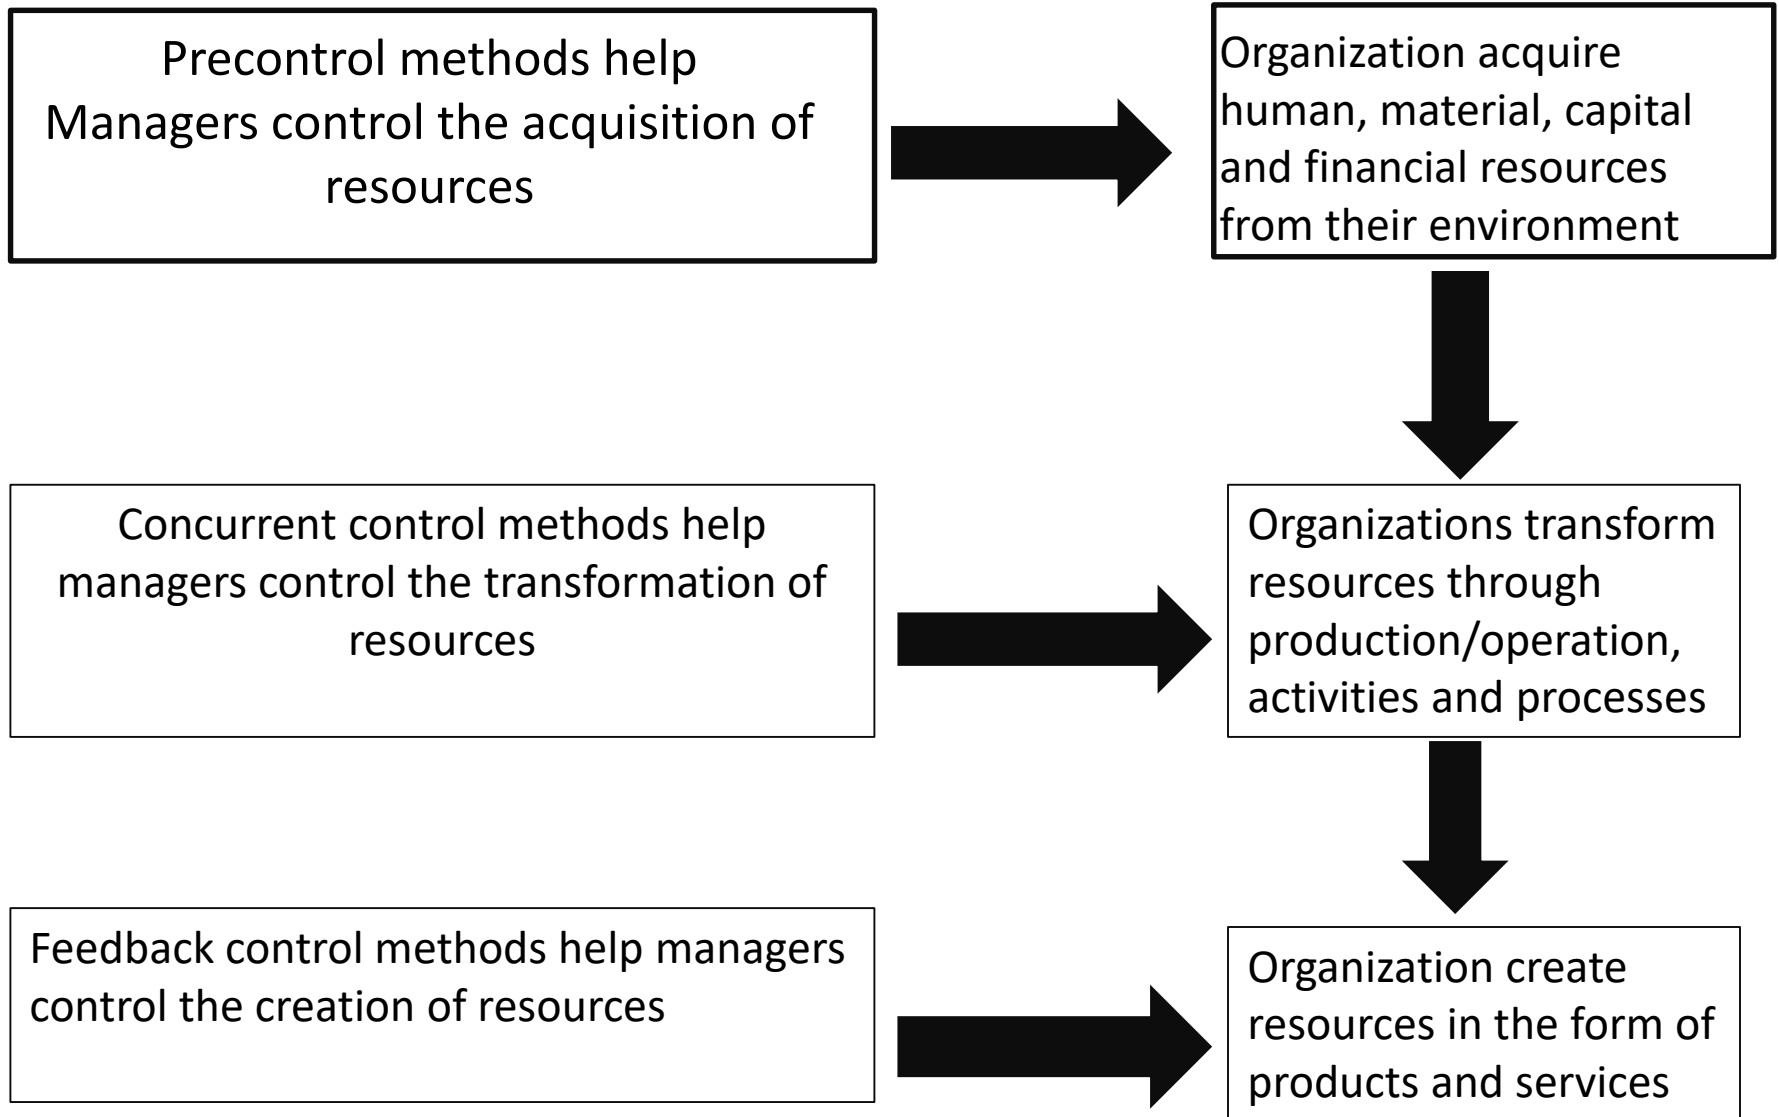 Precontrol methods help
Managers control the acquisition of
resources
Organization acquire
human, material, capital
and financial resources
from their environment
Concurrent control methods help
managers control the transformation of
resources
Organizations transform
resources through
production/operation,
activities and processes
Feedback control methods help managers
control the creation of resources
Organization create
resources in the form of
products and services